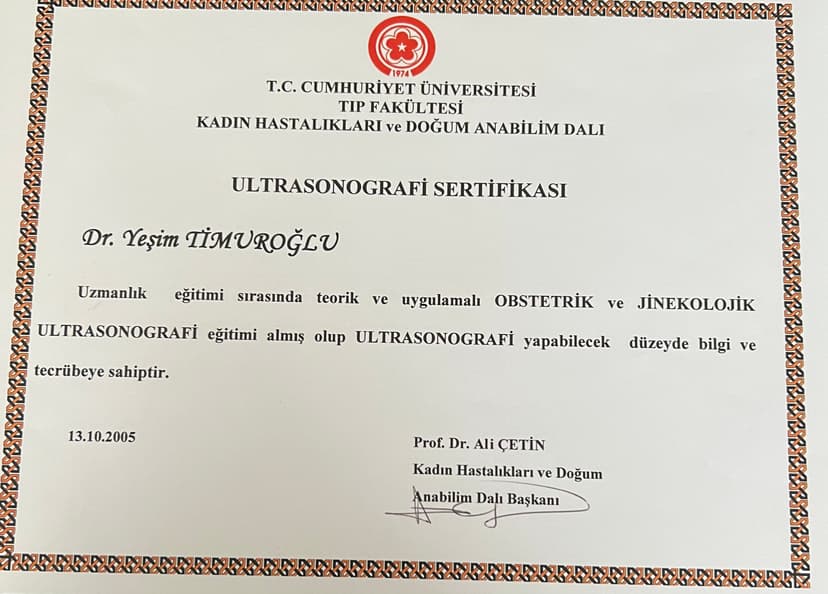 1974
T.C. CUMHURİYET ÜNİVERSİTESİ
TIP FAKÜLTESİ
KADIN HASTALIKLARI ve DOĞUM ANABİLİM DALI
ULTRASONOGRAFİ SERTİFİKASI
Dr. Yeşim TİMUROĞLU
Uzmanlık eğitimi sırasında teorik ve uygulamalı OBSTETRİK ve JİNEKOLOJİK
ULTRASONOGRAFİ eğitimi almış olup ULTRASONOGRAFİ yapabilecek düzeyde bilgi ve
tecrübeye sahiptir.
13.10.2005
Prof. Dr. Ali ÇETİN
Kadın Hastalıkları ve Doğum
Anabilim Dalı Başkanı